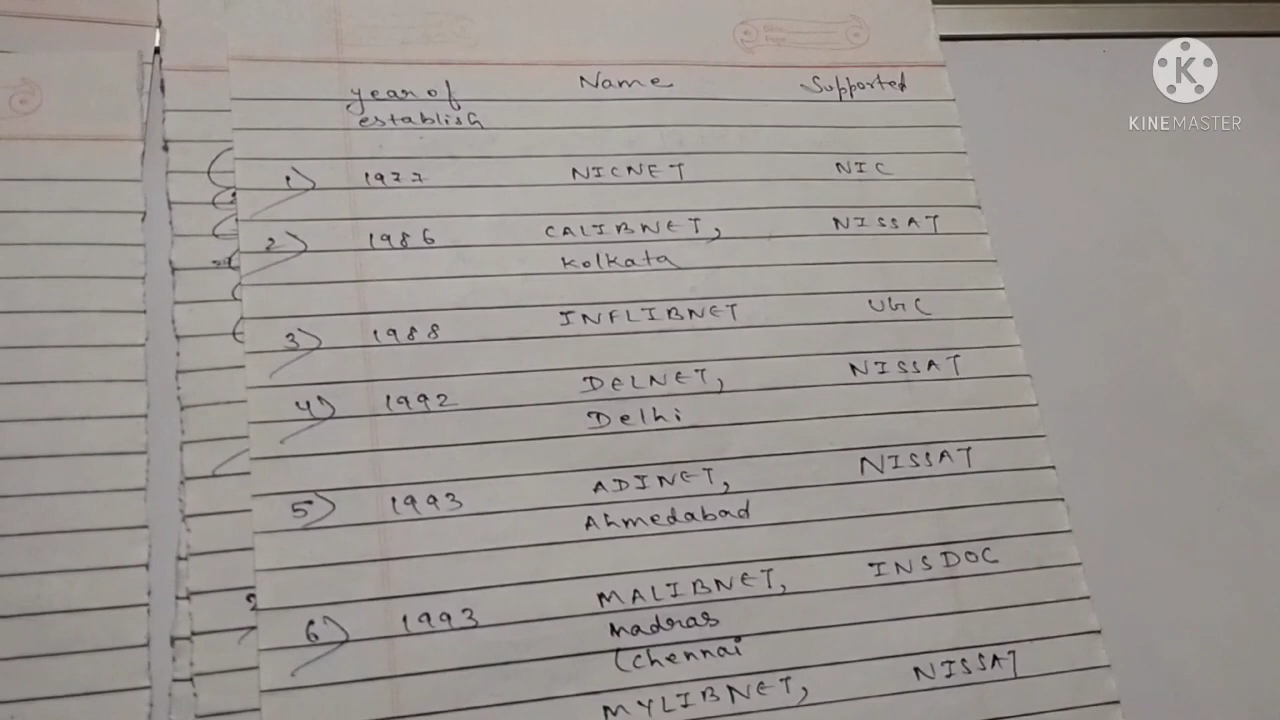 year of Name Supported
establish
1) 1977 NICNET NIC
2) 1986 CALIBNET, NISSAT
Kolkata
3) 1988 INFLIBNET UGC
4) 1992 DELNET, NISSAT
Delhi
5) 1993 ADINET, NISSAT
Ahmedabad
6) 1993 MALIBNET, INSDOC
Madras
(Chennai
MYLIBNET, NISSAT
K
KINEMASTER